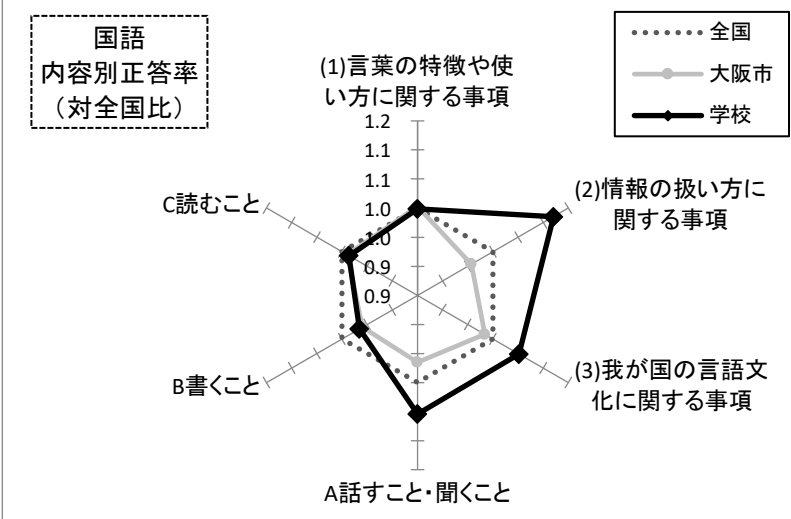 国語
内容別正答率
（対全国比）
全国
大阪市
学校
(1)言葉の特徴や使
い方に関する事項
1.2
1.1
1.1
1.0
1.0
0.9
0.9
(2)情報の扱い方に
関する事項
(3)我が国の言語文
化に関する事項
A話すこと・聞くこと
B書くこと
C読むこと